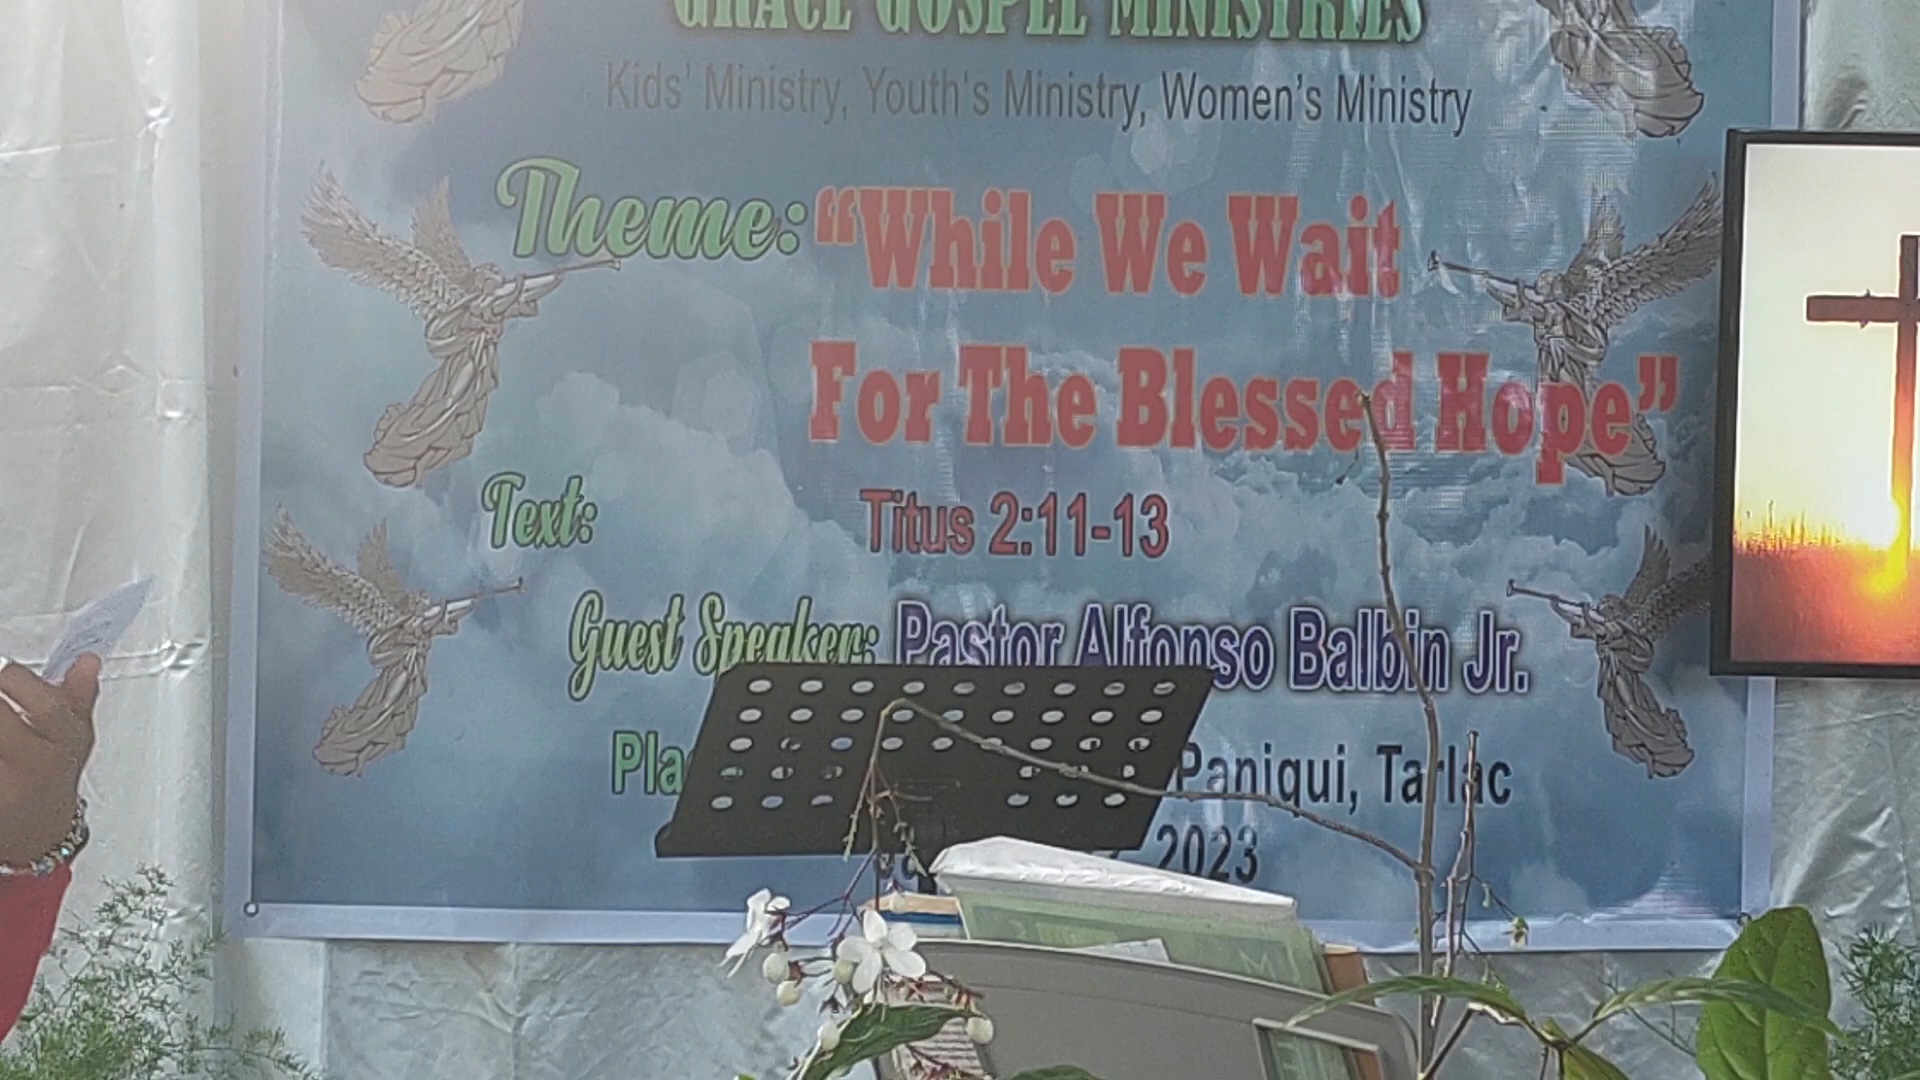 GRACE GOSPEL MINISTRIES
Kids' Ministry, Youth's Ministry, Women's Ministry
Theme: “While We Wait
For The Blessed Hope”
Text: Titus 2:11-13
Guest Speaker: Pastor Alfonso Balbin Jr.
Paniqui, Tarlac
2023